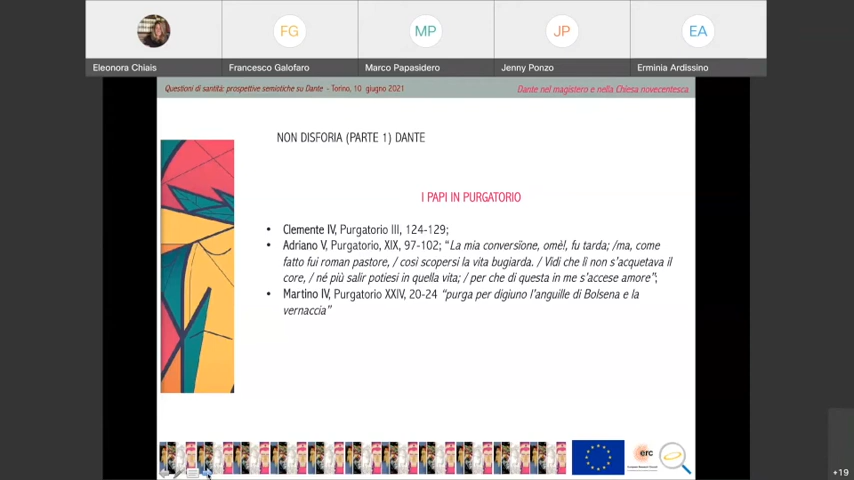 FG
MP
JP
EA
Eleonora Chiais
Francesco Galofaro
Marco Papasidero
Jenny Ponzo
Erminia Ardissino
Questioni di santità: prospettive semiotiche su Dante - Torino, 10 giugno 2021
Dante nel magistero e nella Chiesa novecentesca
NON DISFORIA (PARTE 1) DANTE
I PAPI IN PURGATORIO
• Clemente IV, Purgatorio III, 124-129;
• Adriano V, Purgatorio, XIX, 97-102; "La mia conversïone, omè!, fu tarda; /ma, come
fatto fui roman pastore, / così scopersi la vita bugiarda. / Vidi che lì non s'acquetava il
core, / né più salir potiesi in quella vita; / per che di questa in me s'accese amore";
• Martino IV, Purgatorio XXIV, 20-24 "purga per digiuno l'anguille di Bolsena e la
vernaccia"
erc
+19